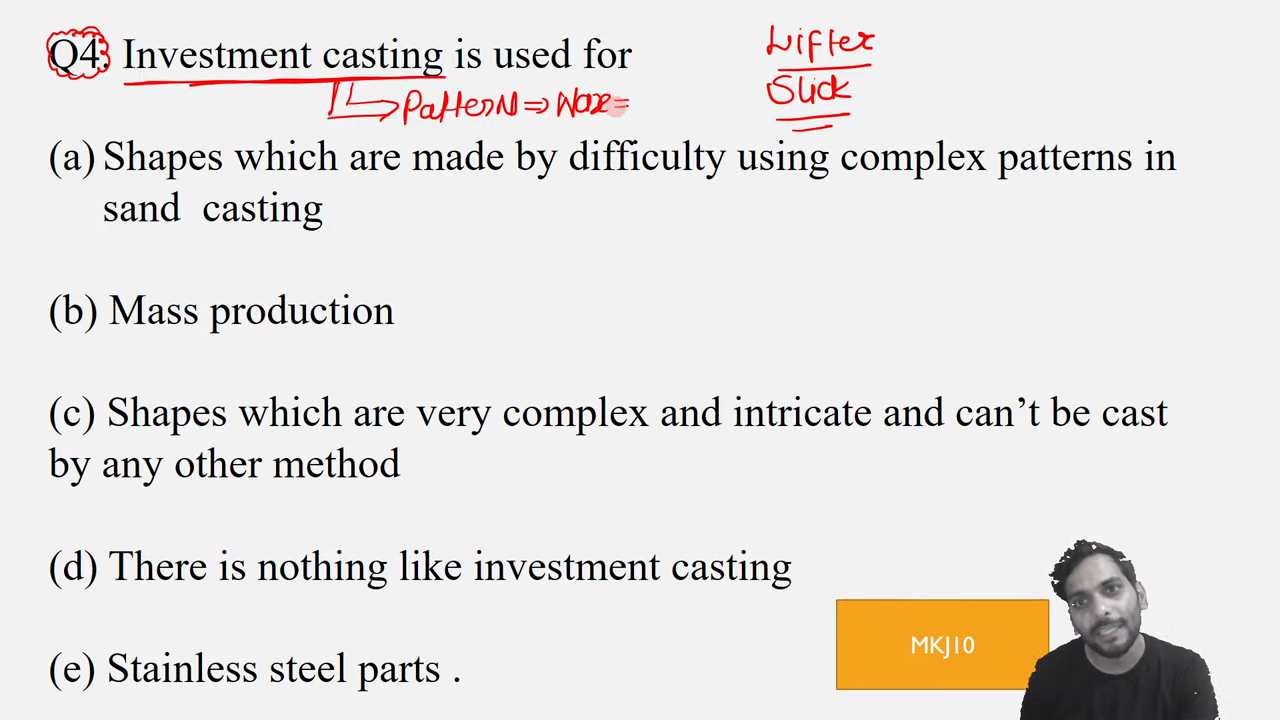 Q4. Investment casting is used for
Lifter
Slick
Pattern ⇒ Wax =
(a) Shapes which are made by difficulty using complex patterns in
sand casting
(b) Mass production
(c) Shapes which are very complex and intricate and can’t be cast
by any other method
(d) There is nothing like investment casting
(e) Stainless steel parts .
MKJ10